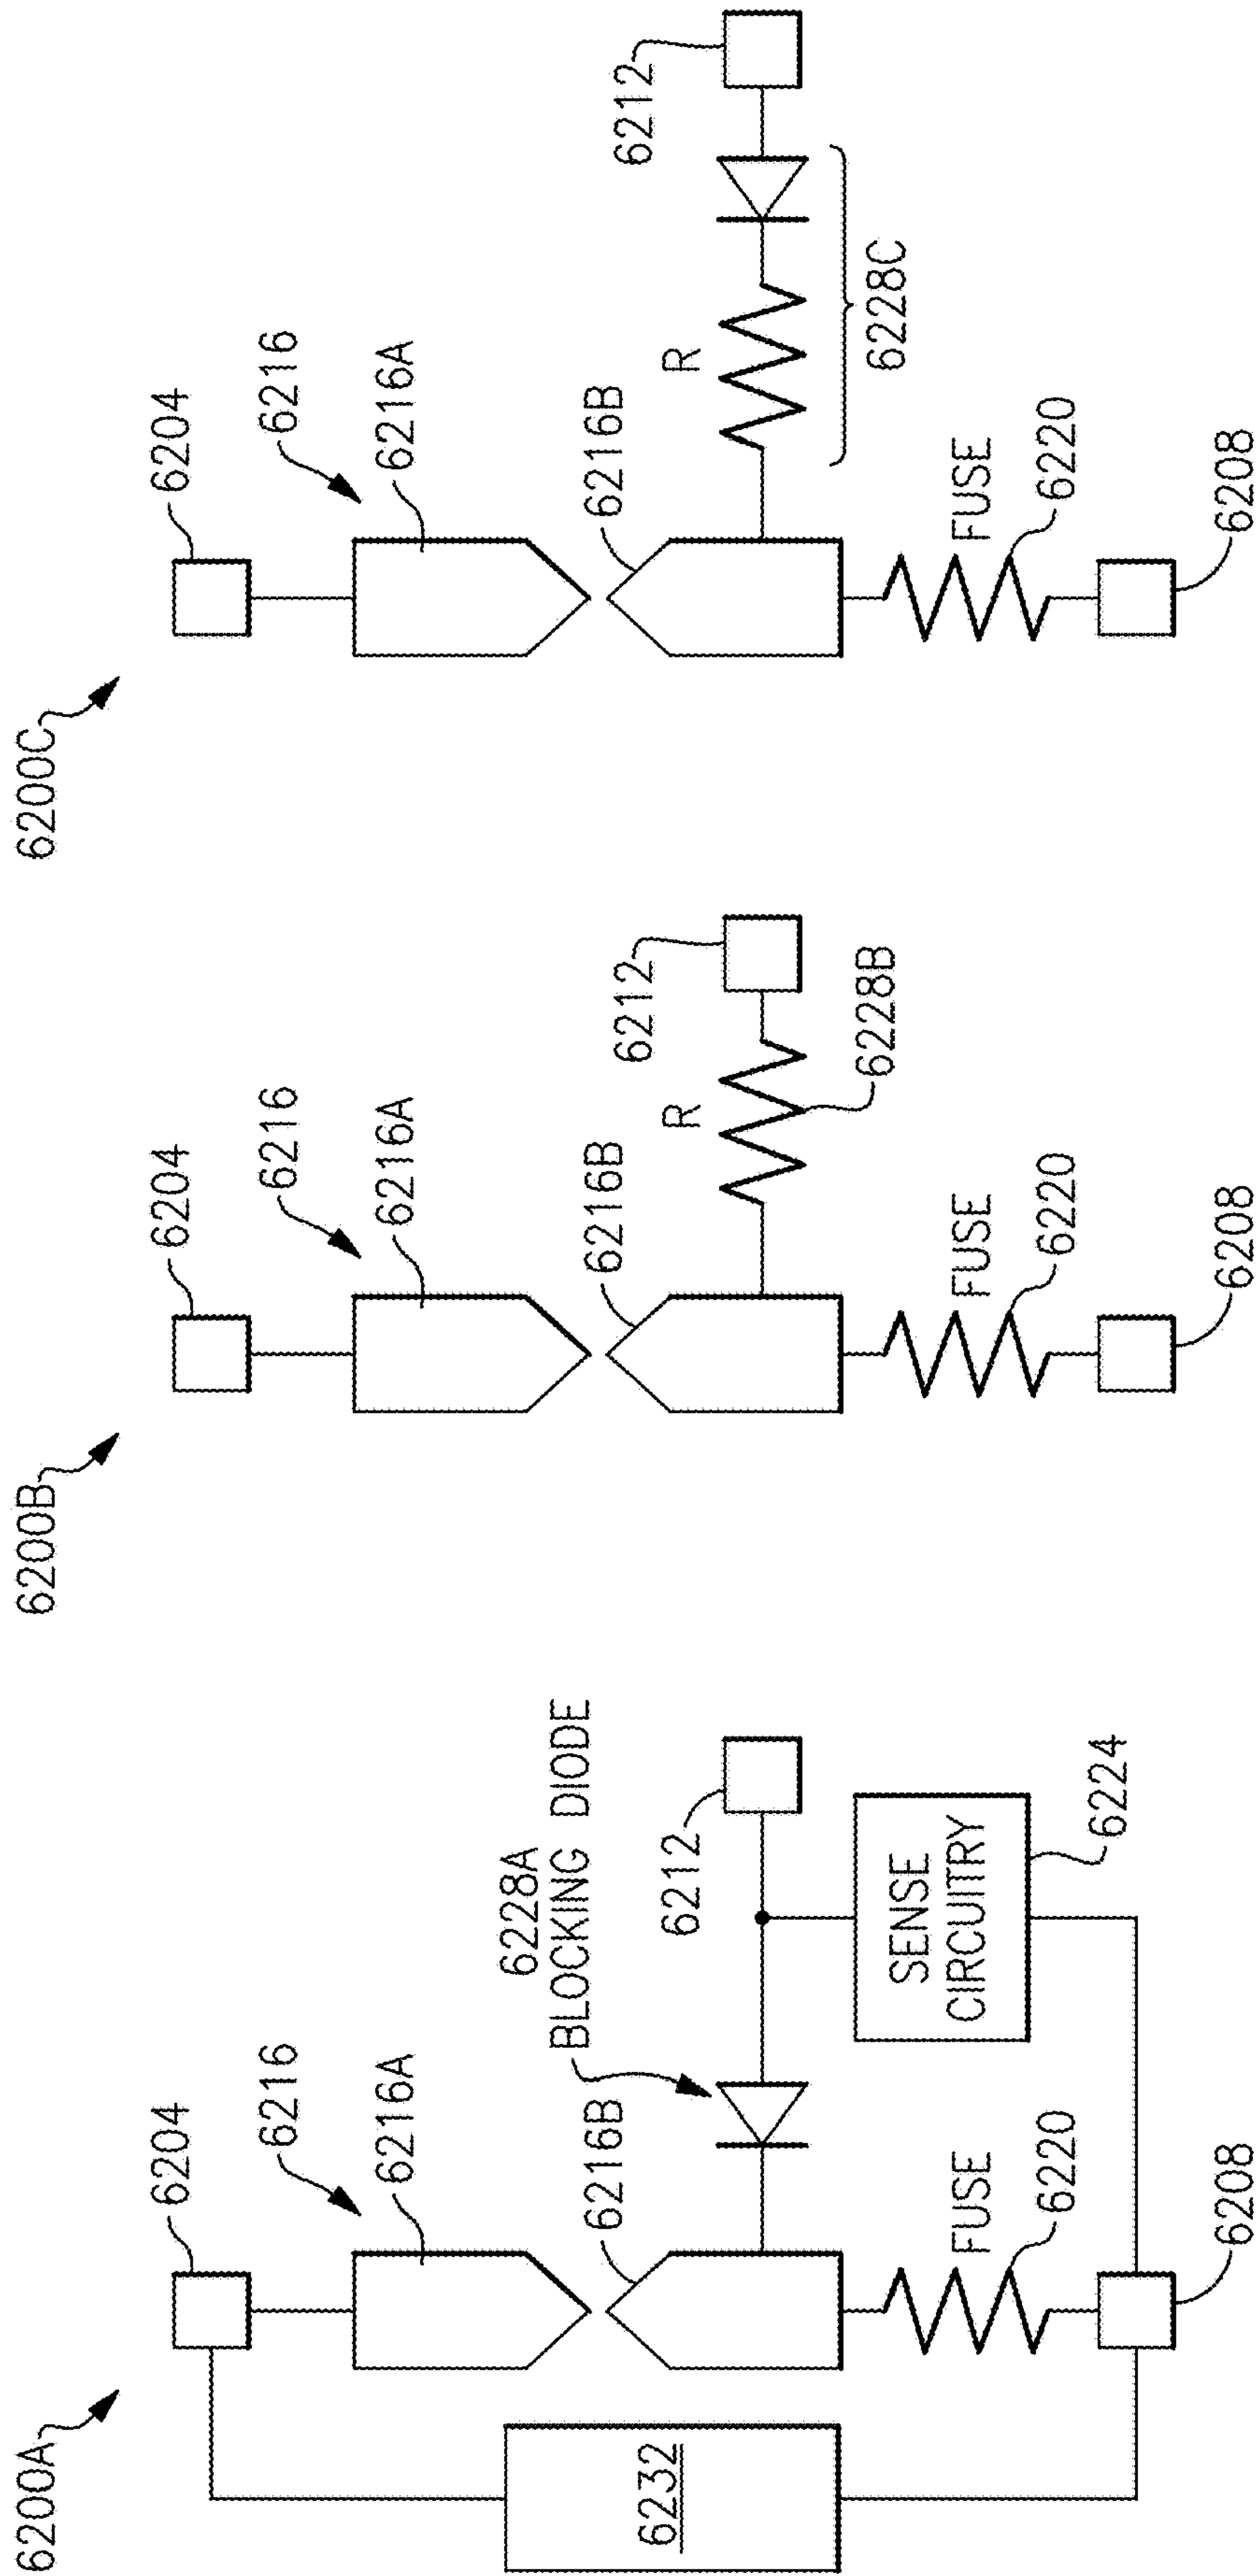 6200A
6204
6216
6216A
6216B
6228A
BLOCKING DIODE
6212
6232
SENSE
CIRCUITRY
6224
FUSE
6220
6208
6200B
6204
6216
6216A
6216B
R
6212
6228B
FUSE
6220
6208
6200C
6204
6216
6216A
6216B
R
6212
6228C
FUSE
6220
6208